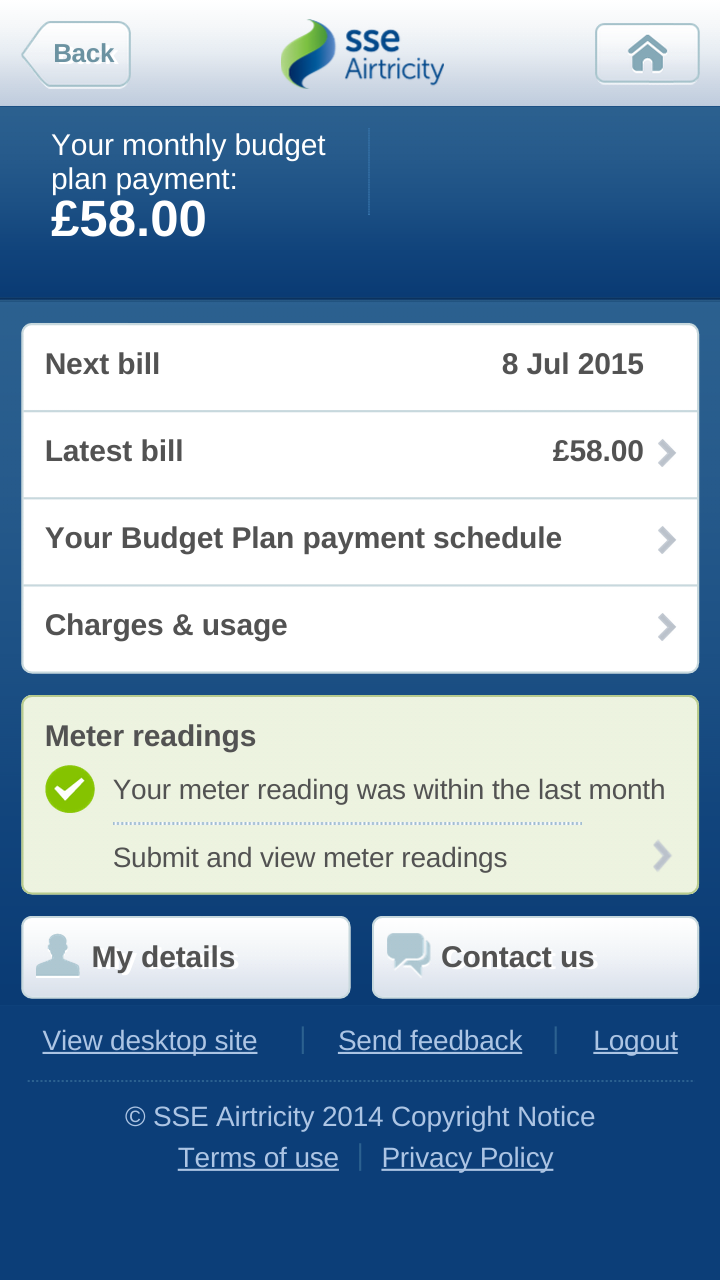 Back
sse
Airtricity
Your monthly budget
plan payment:
£58.00
Next bill 8 Jul 2015
Latest bill £58.00
Your Budget Plan payment schedule
Charges & usage
Meter readings
Your meter reading was within the last month
Submit and view meter readings
My details Contact us
View desktop site Send feedback Logout
© SSE Airtricity 2014 Copyright Notice
Terms of use Privacy Policy